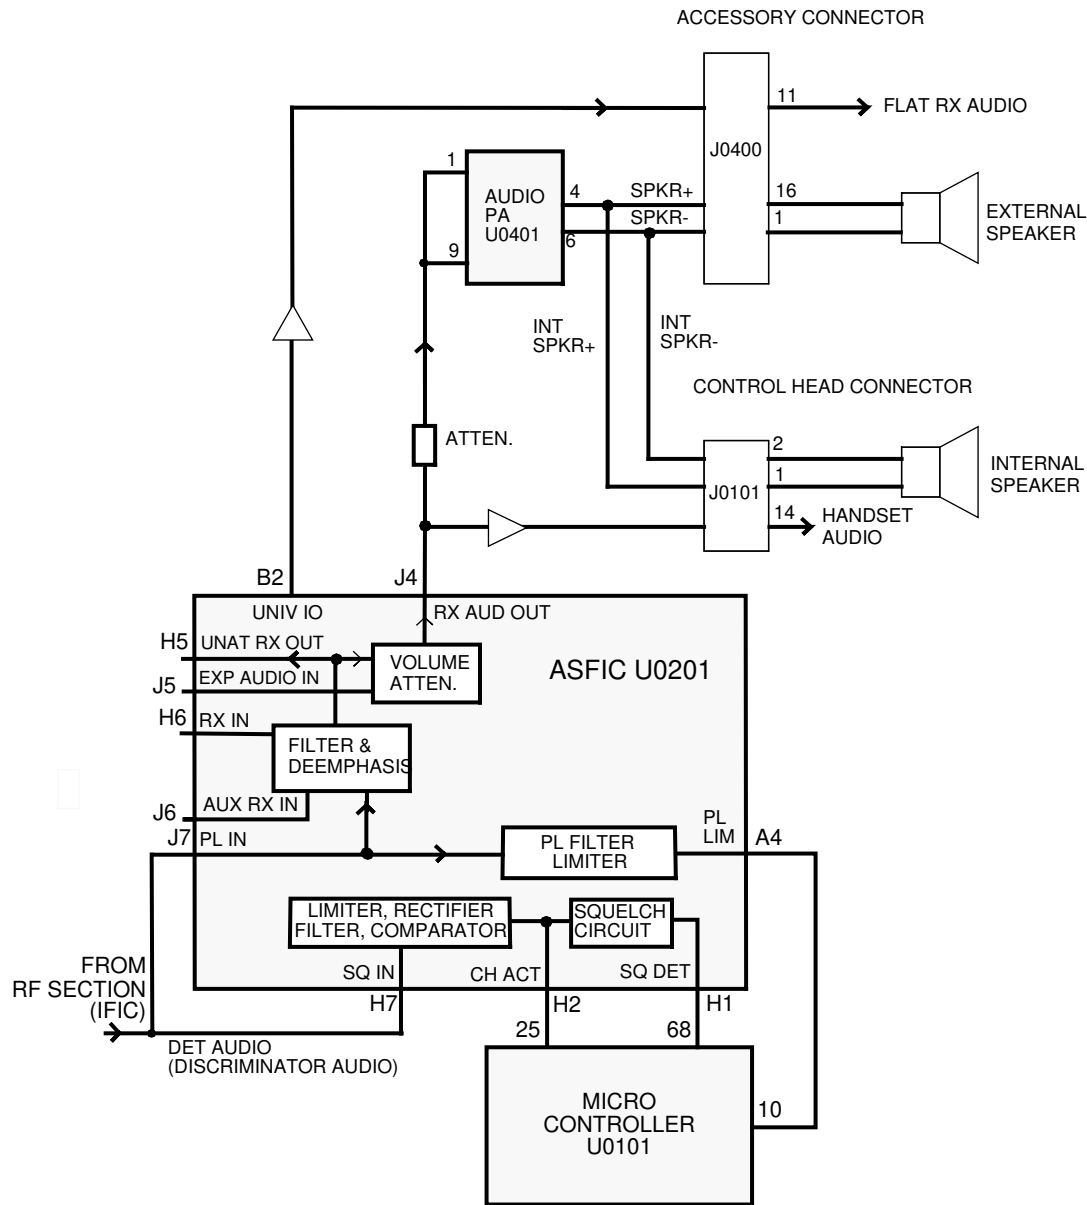 ACCESSORY CONNECTOR
11
FLAT RX AUDIO
J0400
1
AUDIO
PA
U0401
4
SPKR+
16
9
6
SPKR-
1
EXTERNAL
SPEAKER
INT
SPKR+
INT
SPKR-
CONTROL HEAD CONNECTOR
ATTEN.
2
J0101
1
INTERNAL
SPEAKER
14
HANDSET
AUDIO
B2
J4
UNIV IO
RX AUD OUT
H5
UNAT RX OUT
VOLUME
ATTEN.
ASFIC U0201
J5
EXP AUDIO IN
H6
RX IN
FILTER &
DEEMPHASIS
J6
AUX RX IN
J7
PL IN
PL FILTER
LIMITER
PL
LIM
A4
LIMITER, RECTIFIER
FILTER, COMPARATOR
SQUELCH
CIRCUIT
FROM
RF SECTION
(IFIC)
SQ IN
CH ACT
SQ DET
H7
H2
H1
25
68
DET AUDIO
(DISCRIMINATOR AUDIO)
MICRO
CONTROLLER
U0101
10